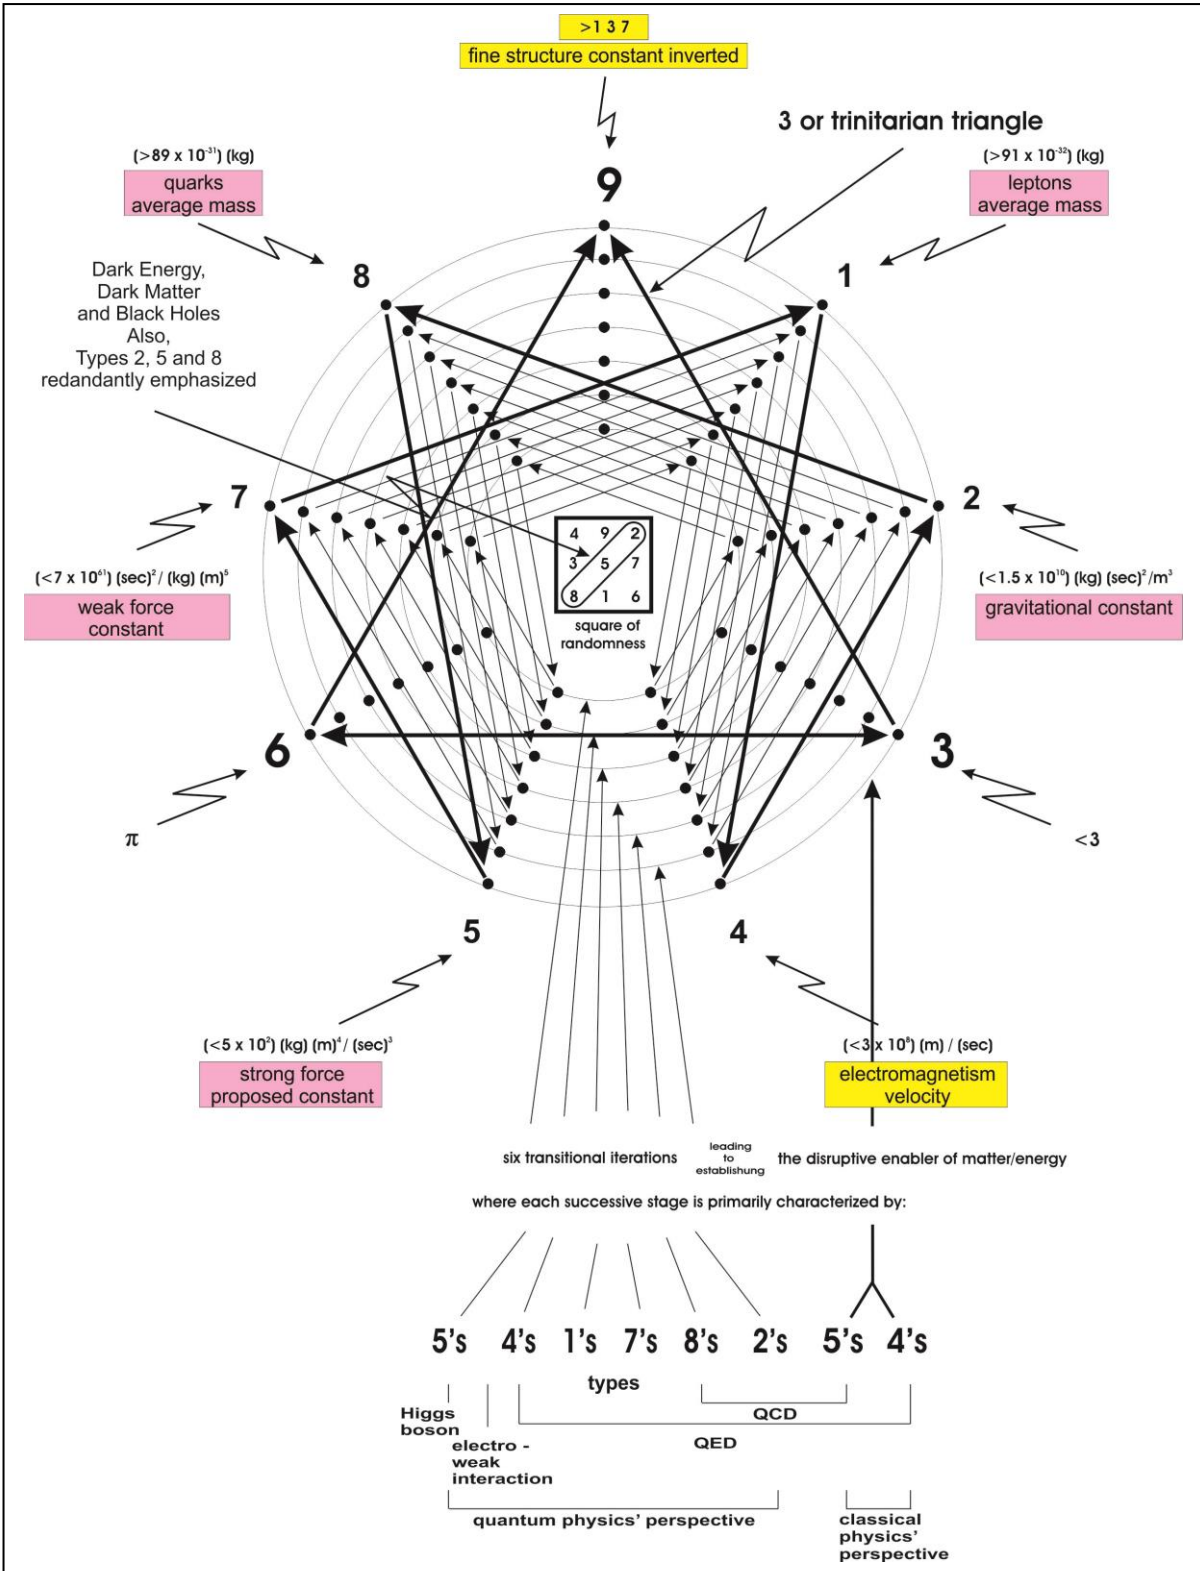 >1 3 7
fine structure constant inverted
3 or trinitarian triangle
(>89 x 10⁻³¹) (kg)
quarks
average mass
(>91 x 10⁻³²) (kg)
leptons
average mass
9
8
1
Dark Energy,
Dark Matter
and Black Holes
Also,
Types 2, 5 and 8
redandantly emphasized
7
2
4 9 2
3 5 7
8 1 6
square of
randomness
(<7 x 10⁶¹) (sec)²/ (kg) (m)⁵
weak force
constant
(<1.5 x 10¹⁰) (kg) (sec)²/m³
gravitational constant
6
3
π
<3
5
4
(<5 x 10²) (kg) (m)⁴/ (sec)³
strong force
proposed constant
(<3 x 10⁸) (m) / (sec)
electromagnetism
velocity
six transitional iterations
leading
to
establishung
the disruptive enabler of matter/energy
where each successive stage is primarily characterized by:
5's 4's 1's 7's 8's 2's 5's 4's
types
Higgs
boson
QCD
electro -
weak
interaction
QED
quantum physics' perspective
classical
physics'
perspective